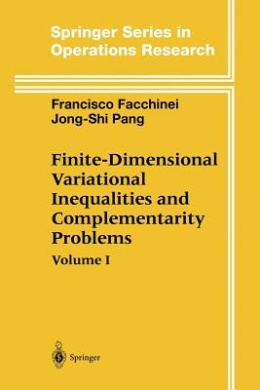 Springer Series in
Operations Research
Francisco Facchinei
Jong-Shi Pang
Finite-Dimensional
Variational
Inequalities and
Complementarity
Problems
Volume I
Springer